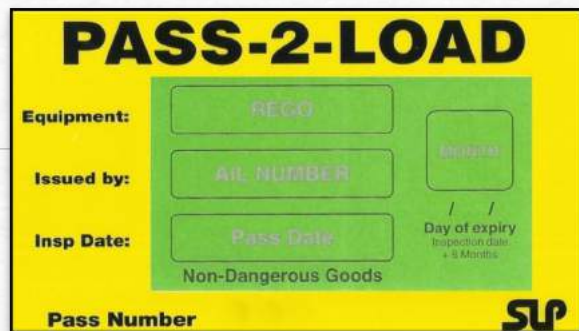 PASS-2-LOAD
Equipment: REGO
Issued by: AIL NUMBER
Month
/ /
Day of expiry
Inspection date
+ 6 Months
Insp Date: Pass Date
Non-Dangerous Goods
Pass Number
SLP